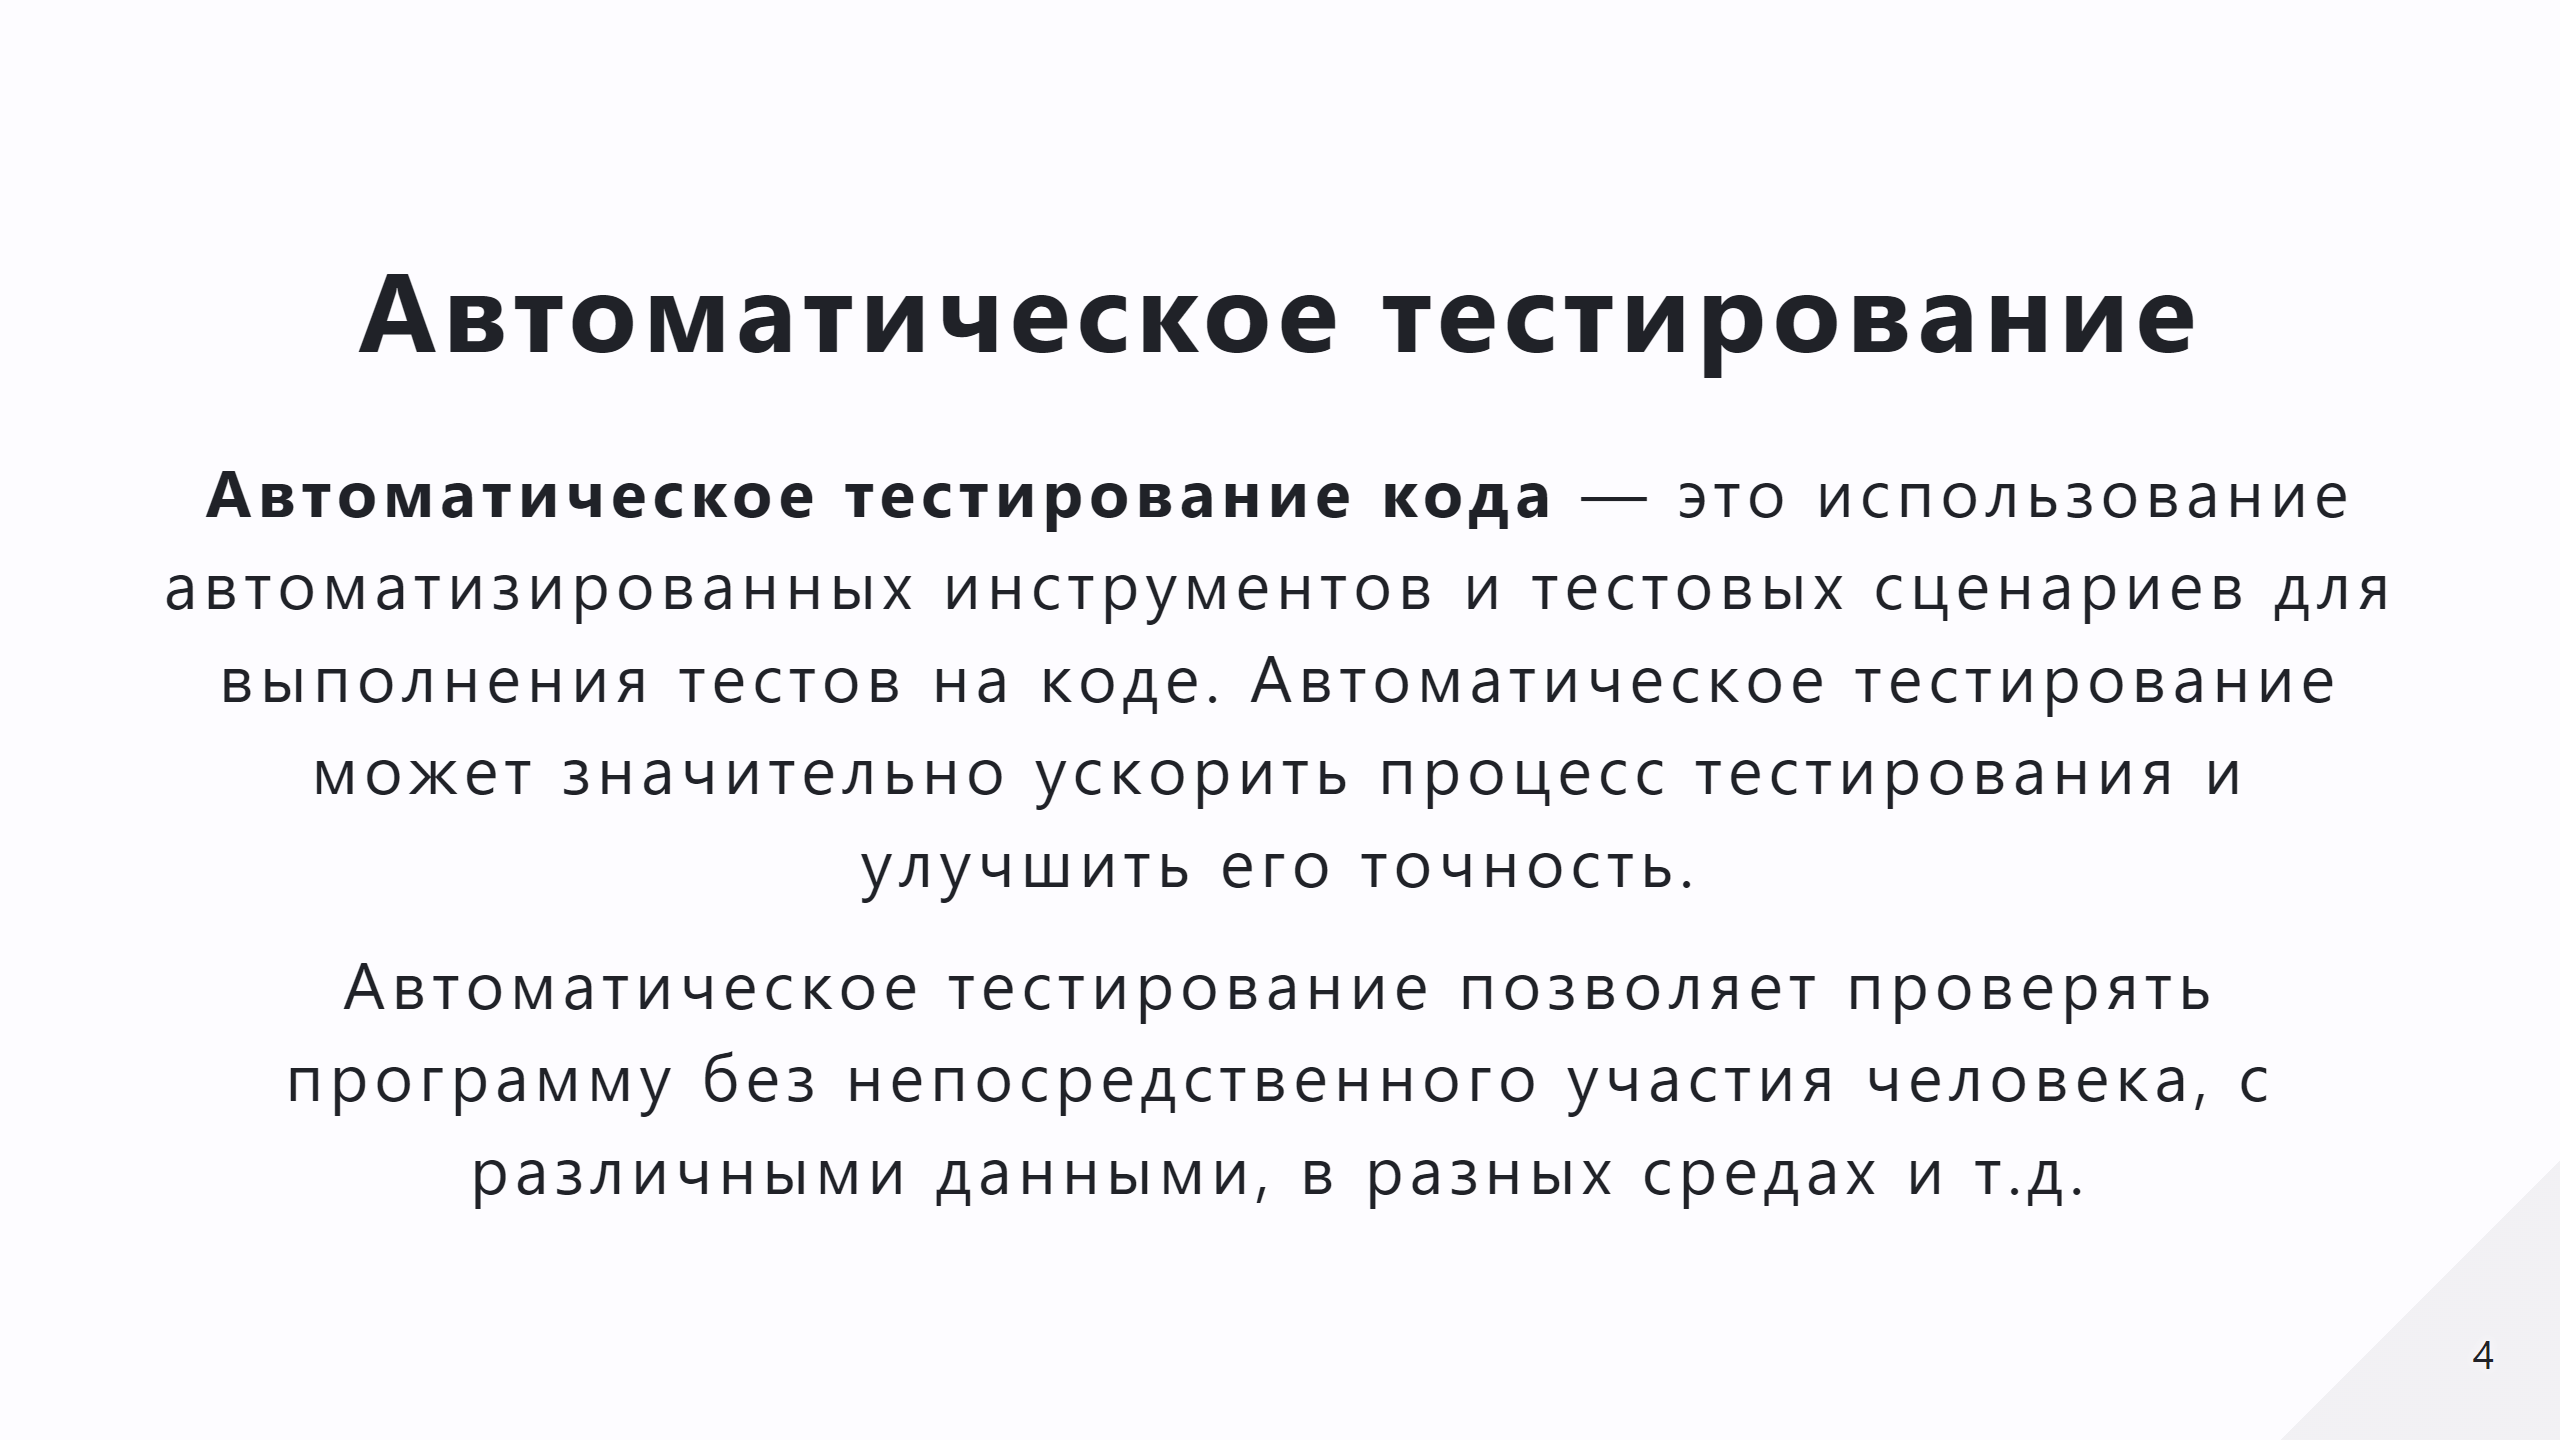 Автоматическое тестирование
Автоматическое тестирование кода — это использование
автоматизированных инструментов и тестовых сценариев для
выполнения тестов на коде. Автоматическое тестирование
может значительно ускорить процесс тестирования и
улучшить его точность.
Автоматическое тестирование позволяет проверять
программу без непосредственного участия человека, с
различными данными, в разных средах и т.д.
4